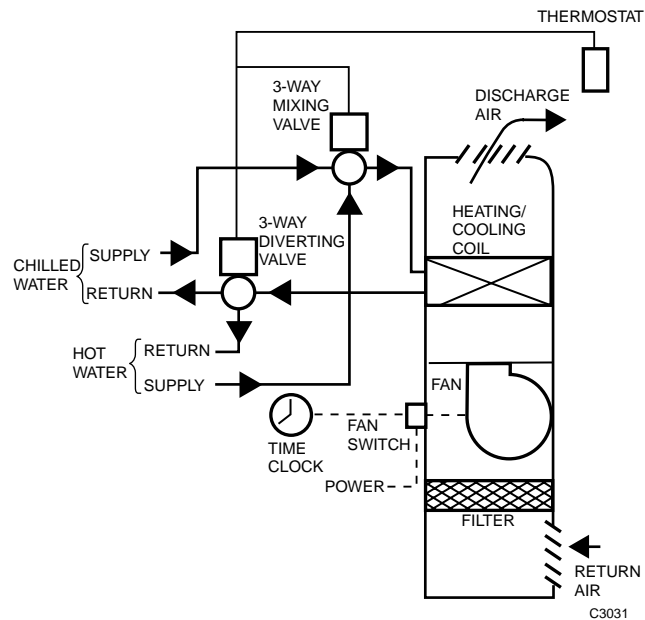 THERMOSTAT
3-WAY
MIXING
VALVE
DISCHARGE
AIR
3-WAY
DIVERTING
VALVE
HEATING/
COOLING
COIL
CHILLED
WATER
SUPPLY
RETURN
HOT
WATER
RETURN
SUPPLY
FAN
TIME
CLOCK
FAN
SWITCH
POWER
FILTER
RETURN
AIR
C3031